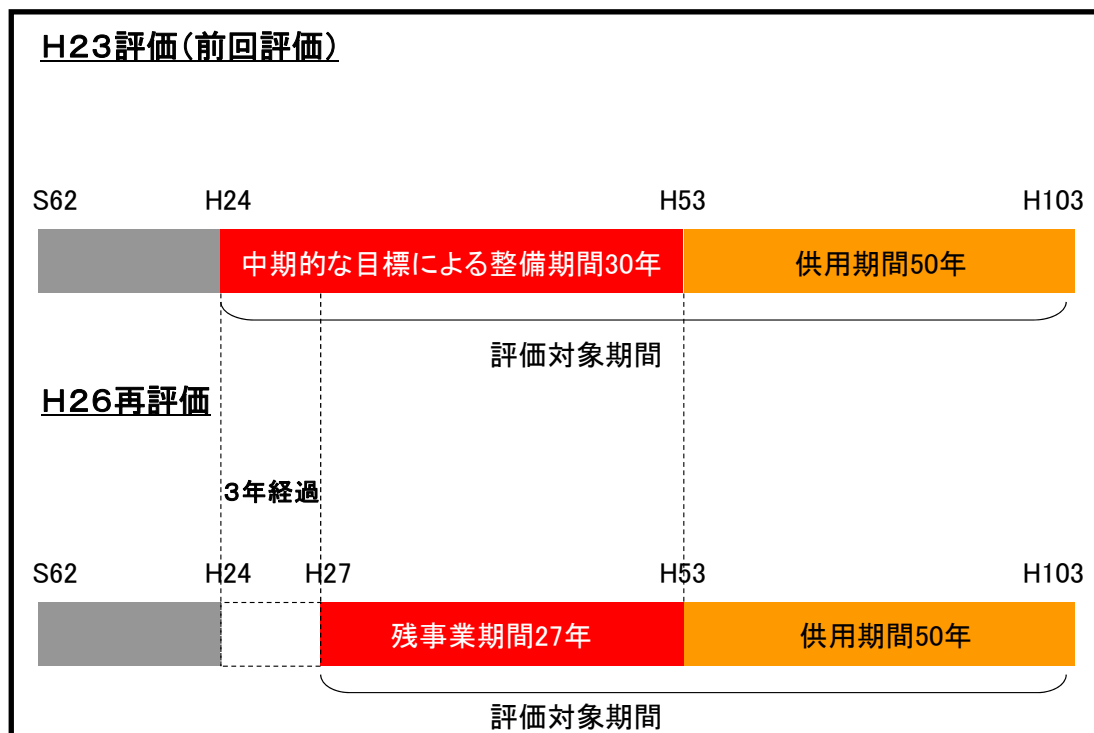 H23評価(前回評価)
S62 H24 H53 H103
中期的な目標による整備期間30年 供用期間50年
評価対象期間
H26再評価
3年経過
S62 H24 H27 H53 H103
残事業期間27年 供用期間50年
評価対象期間